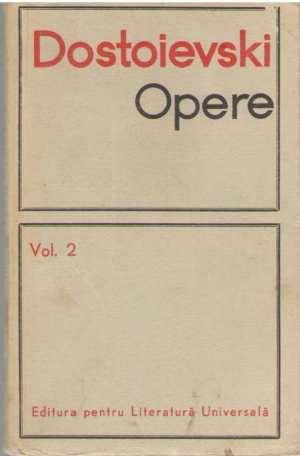 Dostoievski
Opere
Vol. 2
Editura pentru Literatură Universală